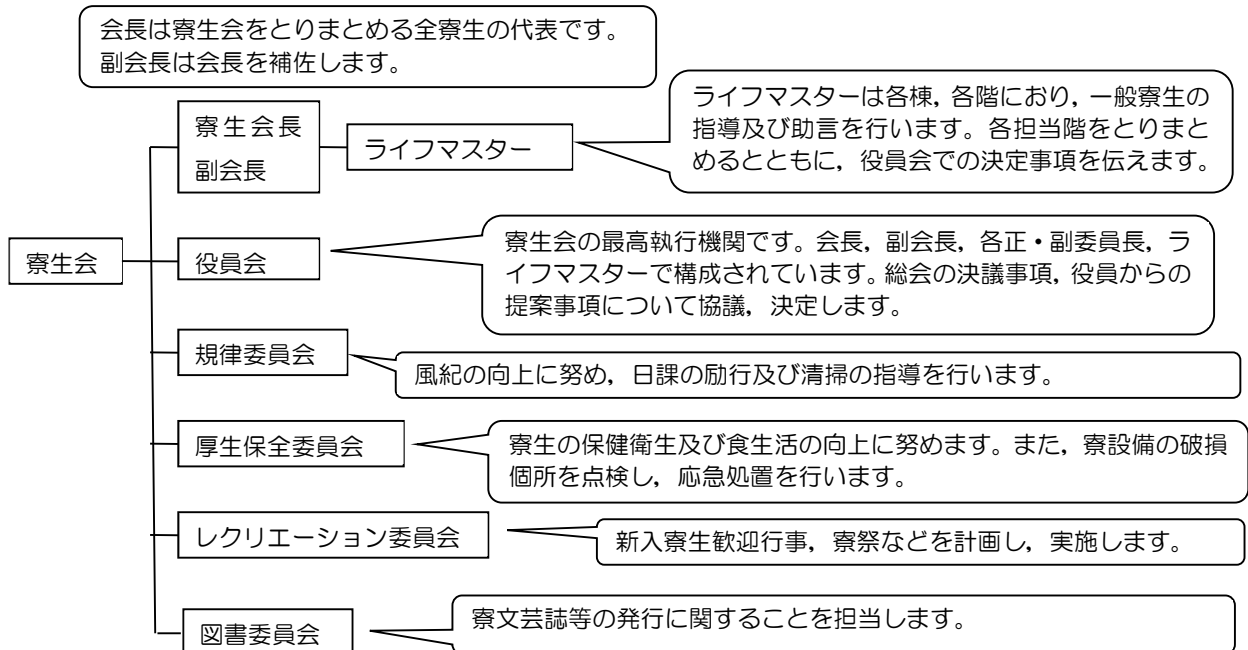 会長は寮生会をとりまとめる全寮生の代表です。
副会長は会長を補佐します。
寮生会長
副会長
ライフマスター
ライフマスターは各棟，各階におり，一般寮生の
指導及び助言を行います。各担当階をとりまと
めるとともに，役員会での決定事項を伝えます。
寮生会
役員会
寮生会の最高執行機関です。会長，副会長，各正・副委員長，ラ
イフマスターで構成されています。総会の決議事項，役員からの
提案事項について協議，決定します。
規律委員会
風紀の向上に努め，日課の励行及び清掃の指導を行います。
厚生保全委員会
寮生の保健衛生及び食生活の向上に努めます。また，寮設備の破損
個所を点検し，応急処置を行います。
レクリエーション委員会
新入寮生歓迎行事，寮祭などを計画し，実施します。
図書委員会
寮文芸誌等の発行に関することを担当します。